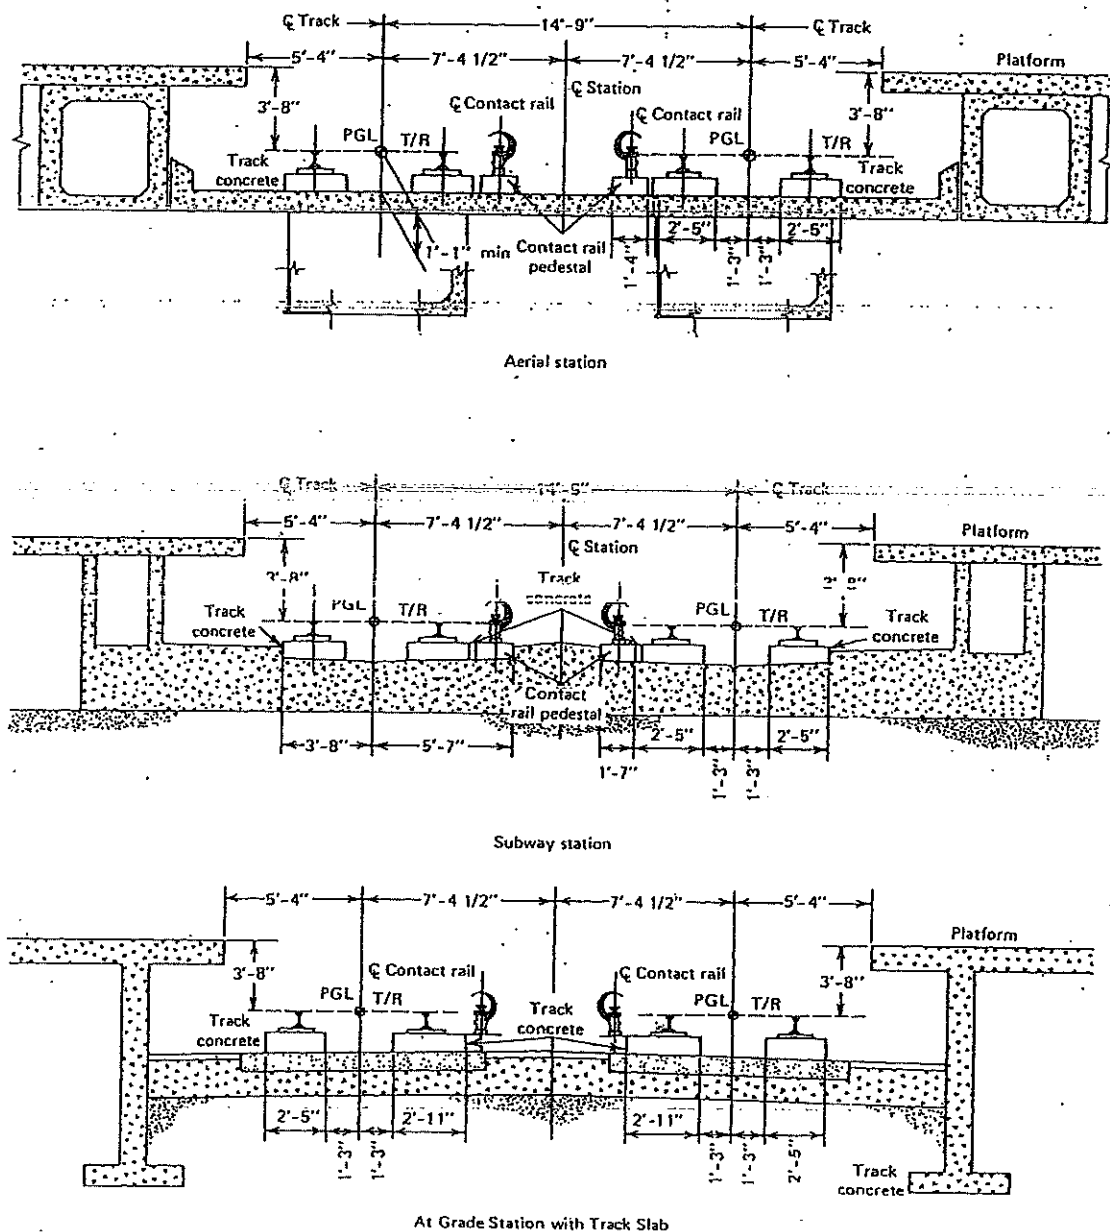 ℄ Track
14'-9"
℄ Track
5'-4"
7'-4 1/2"
7'-4 1/2"
5'-4"
Platform
3'-8"
℄ Station
3'-8"
℄ Contact rail
℄ Contact rail
PGL
T/R
PGL
T/R
Track
concrete
Track
concrete
1'-1" min
Contact rail
pedestal
1'-4"
2'-5"
1'-3"
1'-3"
2'-5"
Aerial station
℄ Track
℄ Track
5'-4"
7'-4 1/2"
7'-4 1/2"
5'-4"
Platform
℄ Station
3'-8"
Track
concrete
Track
concrete
PGL
T/R
PGL
T/R
Track
concrete
Contact
rail pedestal
3'-8"
5'-7"
1'-7"
2'-5"
1'-3"
1'-3"
2'-5"
Subway station
5'-4"
7'-4 1/2"
7'-4 1/2"
5'-4"
Platform
3'-8"
℄ Contact rail
℄ Contact rail
3'-8"
PGL
T/R
PGL
T/R
Track
concrete
Track
concrete
2'-5"
1'-3"
1'-3"
2'-11"
2'-11"
1'-3"
1'-3"
2'-5"
Track
concrete
At Grade Station with Track Slab